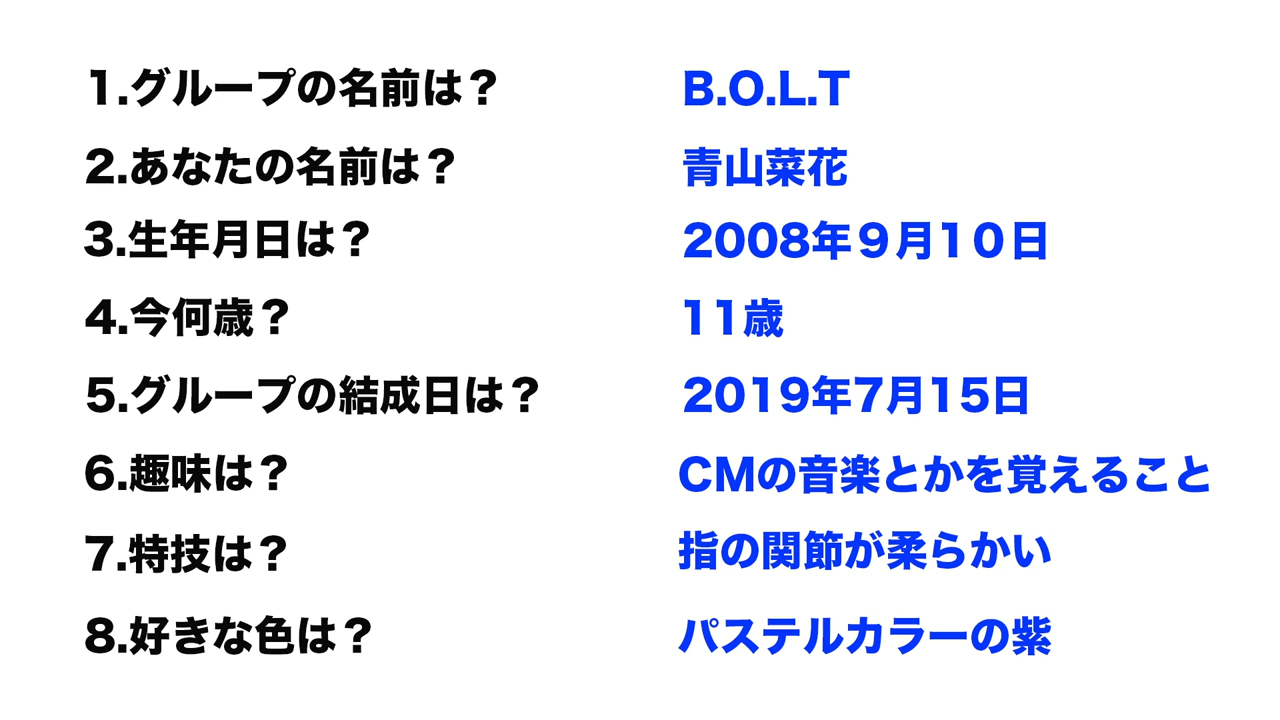 1.グループの名前は？ B.O.L.T
2.あなたの名前は？ 青山菜花
3.生年月日は？ 2008年９月1０日
4.今何歳？ 11歳
5.グループの結成日は？ 2019年7月15日
6.趣味は？ CMの音楽とかを覚えること
7.特技は？ 指の関節が柔らかい
8.好きな色は？ パステルカラーの紫